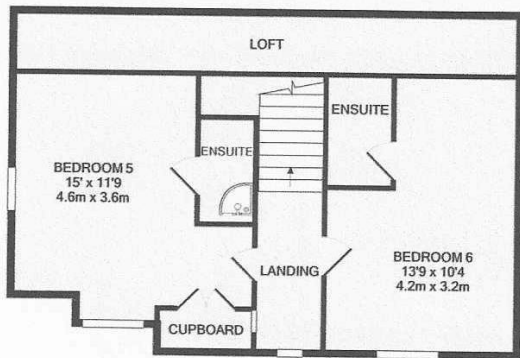 LOFT
ENSUITE
ENSUITE
BEDROOM 5
15' x 11'9
4.6m x 3.6m
BEDROOM 6
13'9 x 10'4
4.2m x 3.2m
LANDING
CUPBOARD